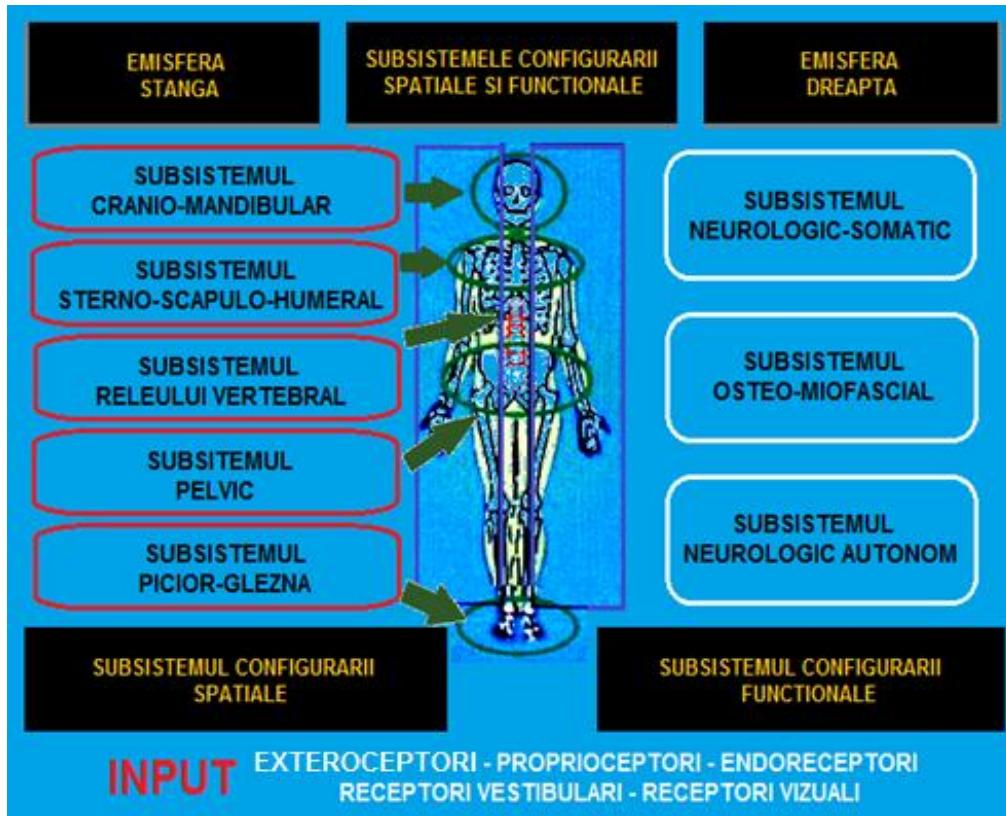 EMISFERA
STANGA
SUBSISTEMELE CONFIGURARII
SPATIALE SI FUNCTIONALE
EMISFERA
DREAPTA
SUBSISTEMUL
CRANIO-MANDIBULAR
SUBSISTEMUL
STERNO-SCAPULO-HUMERAL
SUBSISTEMUL
RELEULUI VERTEBRAL
SUBSITEMUL
PELVIC
SUBSISTEMUL
PICIOR-GLEZNA
SUBSISTEMUL
NEUROLOGIC-SOMATIC
SUBSISTEMUL
OSTEO-MIOFASCIAL
SUBSISTEMUL
NEUROLOGIC AUTONOM
SUBSISTEMUL CONFIGURARII
SPATIALE
SUBSISTEMUL CONFIGURARII
FUNCTIONALE
INPUT EXTEROCEPTORI - PROPRIOCEPTORI - ENDORECEPTORI
RECEPTORI VESTIBULARI - RECEPTORI VIZUALI